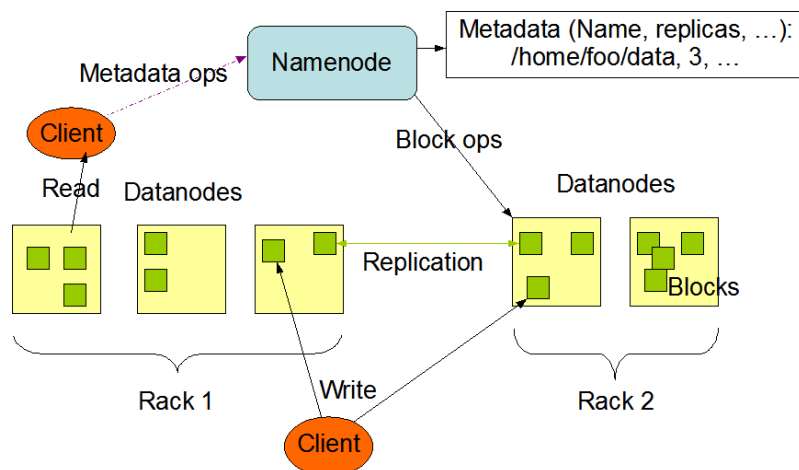 Metadata (Name, replicas, …):
/home/foo/data, 3, …
Namenode
Metadata ops
Client
Block ops
Read
Datanodes
Datanodes
Replication
Blocks
Rack 1
Write
Rack 2
Client